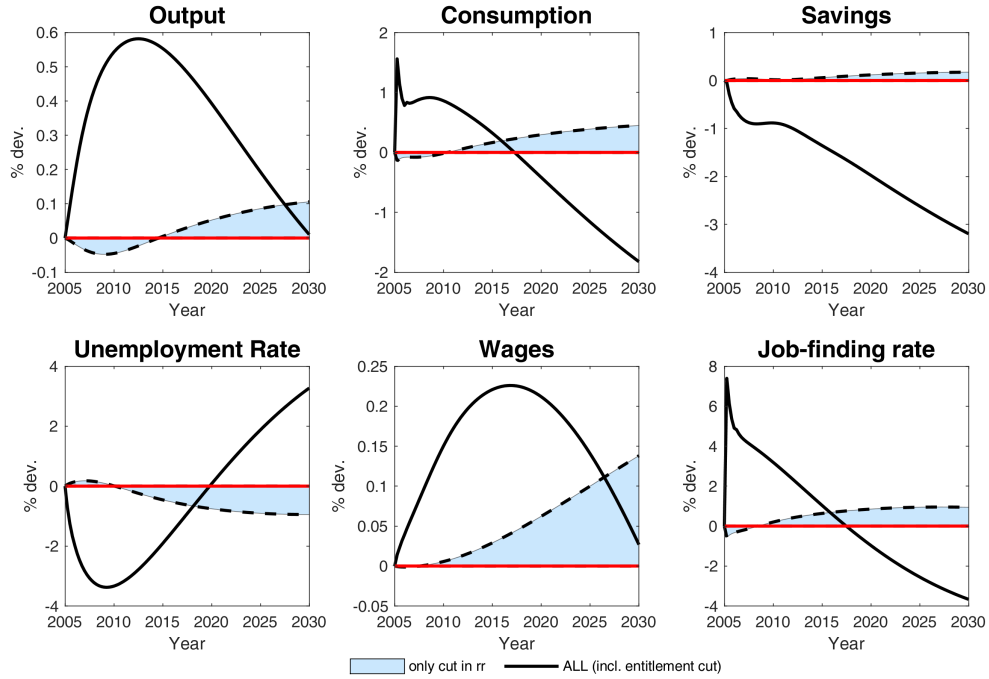 Output
Consumption
Savings
% dev.
0.6
0.5
0.4
0.3
0.2
0.1
0
-0.1
2005 2010 2015 2020 2025 2030
Year
% dev.
2
1
0
-1
-2
2005 2010 2015 2020 2025 2030
Year
% dev.
1
0
-1
-2
-3
-4
2005 2010 2015 2020 2025 2030
Year
Unemployment Rate
Wages
Job-finding rate
% dev.
4
2
0
-2
-4
2005 2010 2015 2020 2025 2030
Year
% dev.
0.25
0.2
0.15
0.1
0.05
0
-0.05
2005 2010 2015 2020 2025 2030
Year
% dev.
8
6
4
2
0
-2
-4
2005 2010 2015 2020 2025 2030
Year
only cut in rr ALL (incl. entitlement cut)